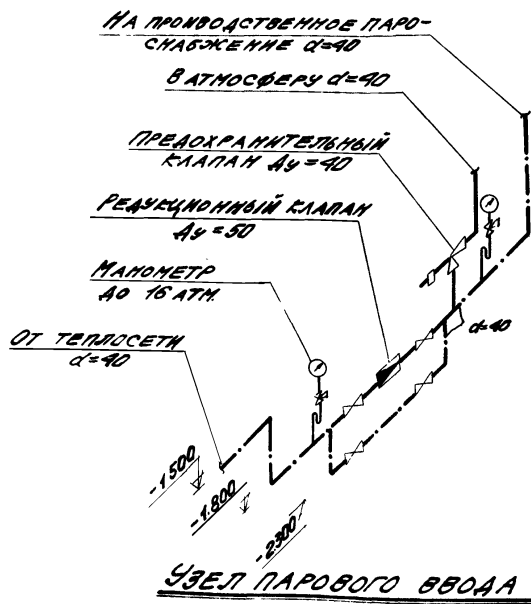 НА ПРОИЗВОДСТВЕННОЕ ПАРО-
СНАБЖЕНИЕ d=40
В АТМОСФЕРУ d=40
ПРЕДОХРАНИТЕЛЬНЫЙ
КЛАПАН Ду=40
РЕДУКЦИОННЫЙ КЛАПАН
Ду=50
МАНОМЕТР
ДО 16 АТМ.
ОТ ТЕПЛОСЕТИ
d=40
d=40
-1.500
-1.800
-2.300
УЗЕЛ ПАРОВОГО ВВОДА